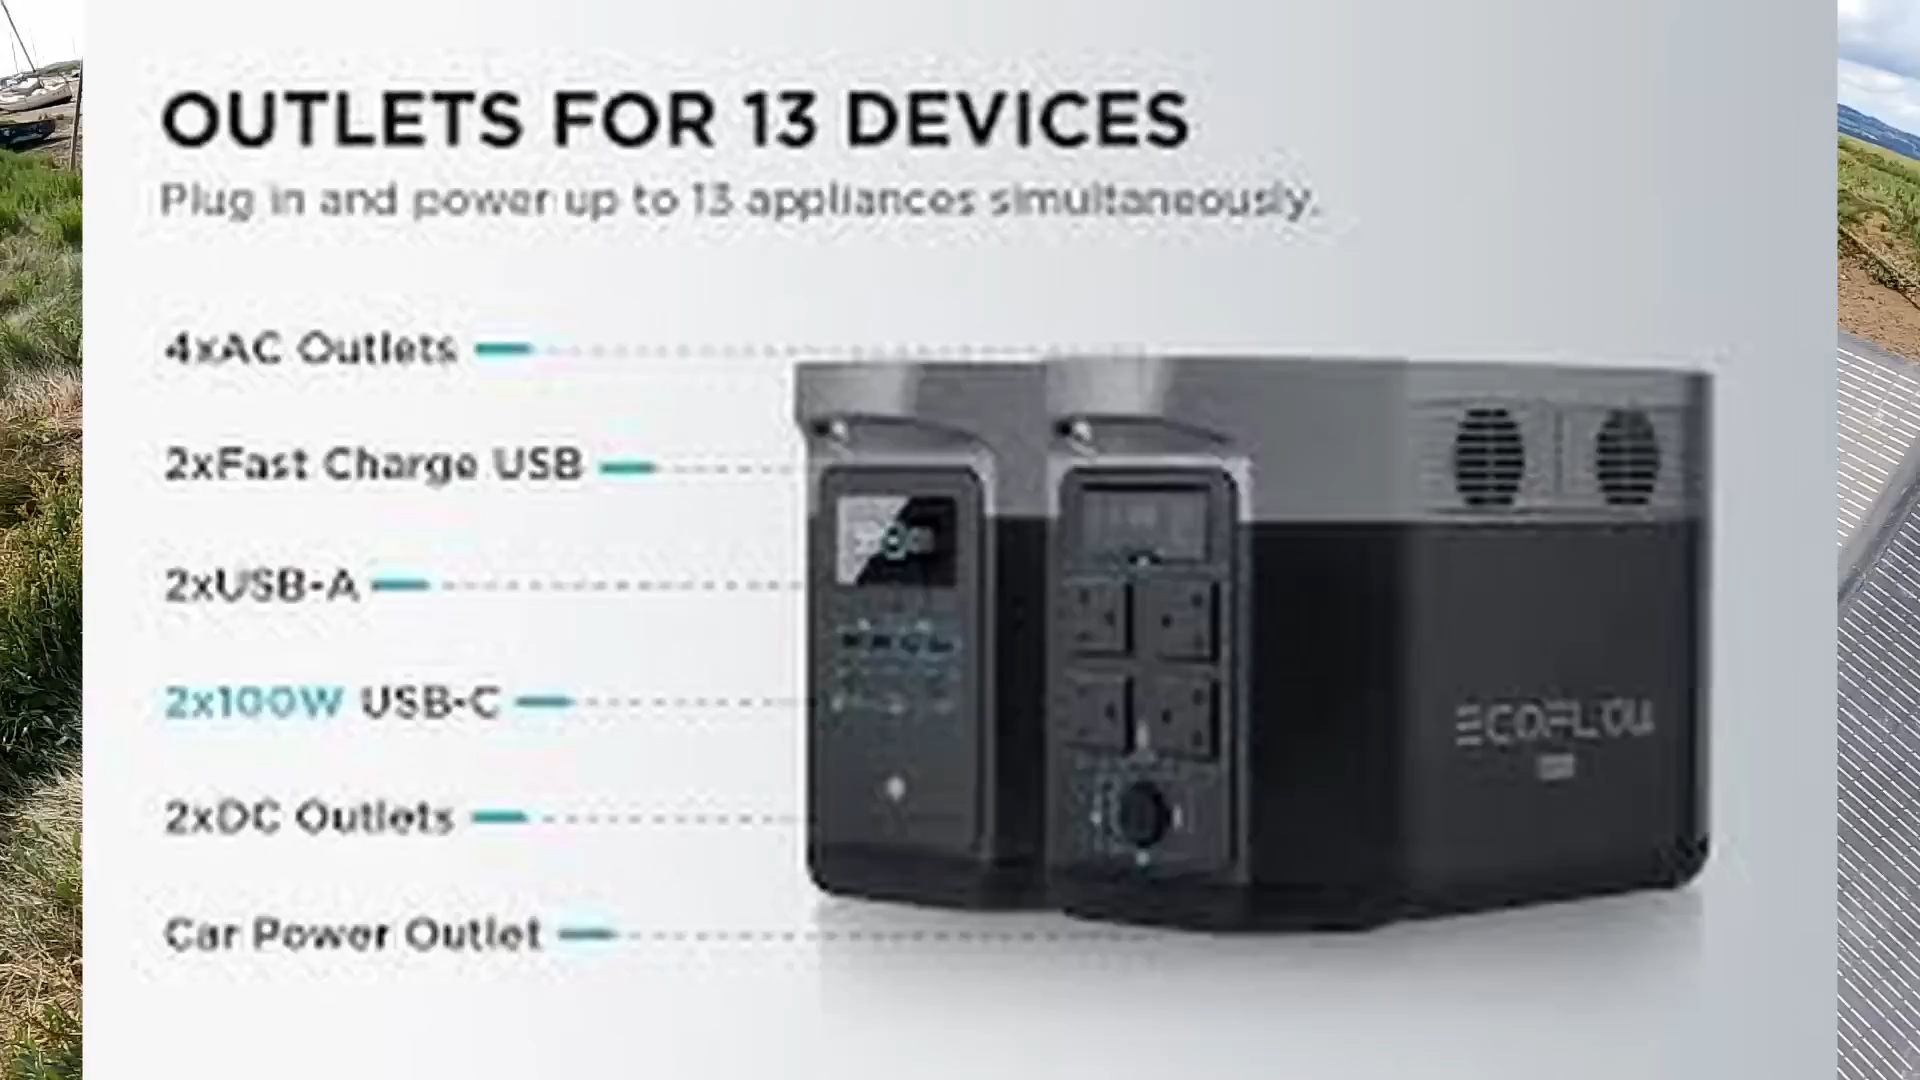 OUTLETS FOR 13 DEVICES
Plug in and power up to 13 appliances simultaneously.
4xAC Outlets
2xFast Charge USB
2xUSB-A
2x100W USB-C
2xDC Outlets
Car Power Outlet
ECOFLOW